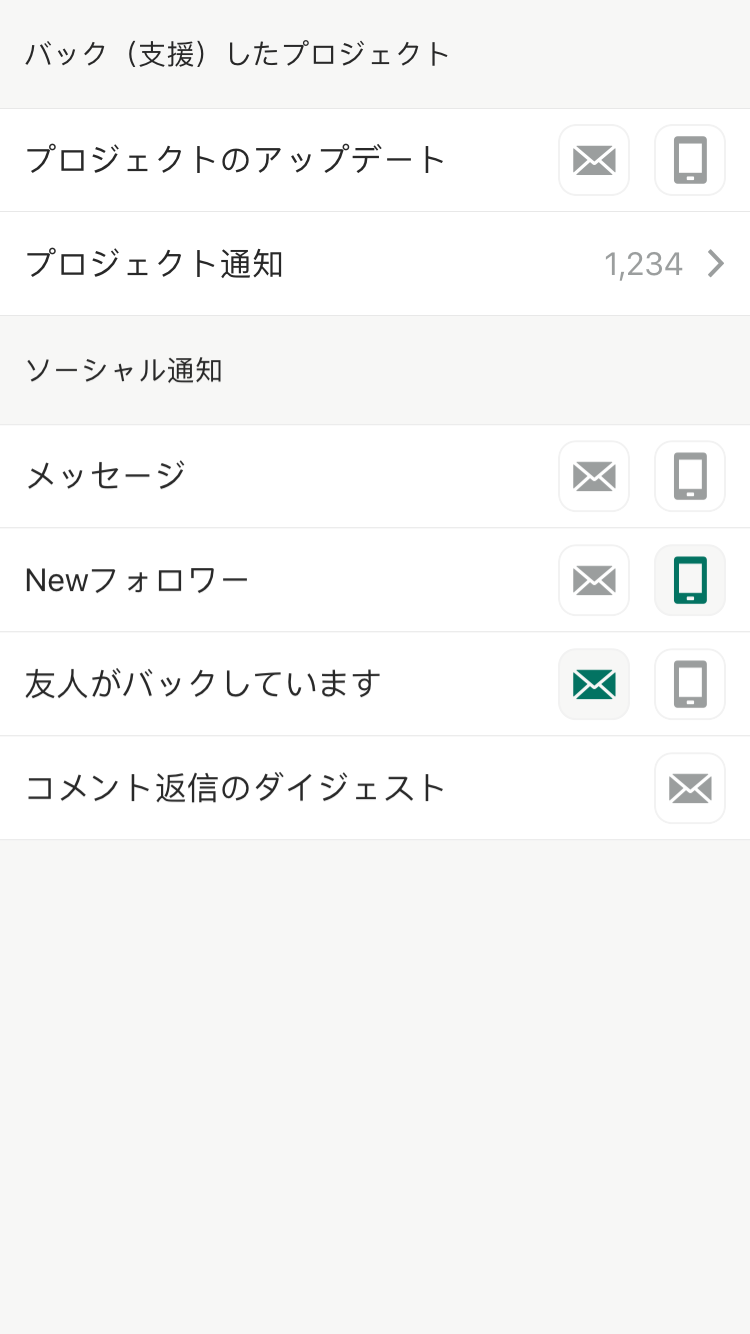 バック（支援）したプロジェクト
プロジェクトのアップデート
プロジェクト通知 1,234
ソーシャル通知
メッセージ
Newフォロワー
友人がバックしています
コメント返信のダイジェスト